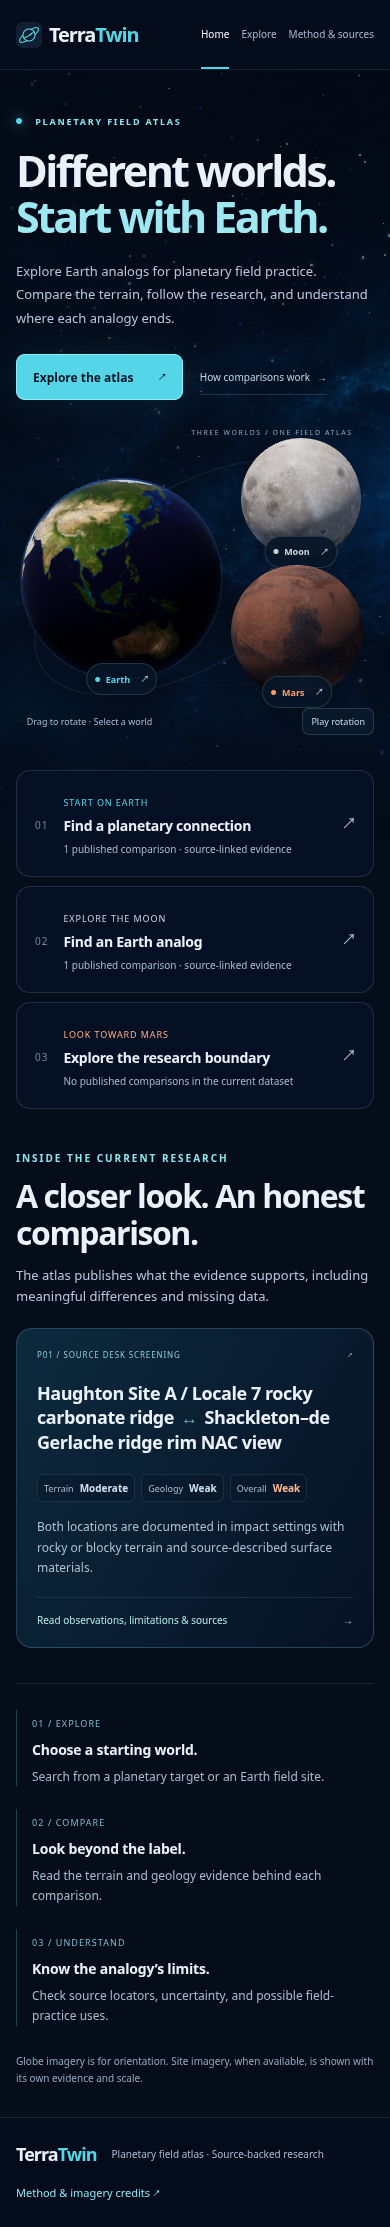 TerraTwin
Home Explore Method & sources
PLANETARY FIELD ATLAS
Different worlds.
Start with Earth.
Explore Earth analogs for planetary field practice.
Compare the terrain, follow the research, and understand
where each analogy ends.
Explore the atlas ↗
How comparisons work →
THREE WORLDS / ONE FIELD ATLAS
Moon ↗
Earth ↗
Mars ↗
Drag to rotate · Select a world
Play rotation
START ON EARTH
01 Find a planetary connection ↗
1 published comparison · source-linked evidence
EXPLORE THE MOON
02 Find an Earth analog ↗
1 published comparison · source-linked evidence
LOOK TOWARD MARS
03 Explore the research boundary ↗
No published comparisons in the current dataset
INSIDE THE CURRENT RESEARCH
A closer look. An honest
comparison.
The atlas publishes what the evidence supports, including
meaningful differences and missing data.
P01 / SOURCE DESK SCREENING ↗
Haughton Site A / Locale 7 rocky
carbonate ridge ↔ Shackleton–de
Gerlache ridge rim NAC view
Terrain Moderate Geology Weak Overall Weak
Both locations are documented in impact settings with
rocky or blocky terrain and source-described surface
materials.
Read observations, limitations & sources →
01 / EXPLORE
Choose a starting world.
Search from a planetary target or an Earth field site.
02 / COMPARE
Look beyond the label.
Read the terrain and geology evidence behind each
comparison.
03 / UNDERSTAND
Know the analogy’s limits.
Check source locators, uncertainty, and possible field-
practice uses.
Globe imagery is for orientation. Site imagery, when available, is shown with
its own evidence and scale.
TerraTwin Planetary field atlas · Source-backed research
Method & imagery credits ↗